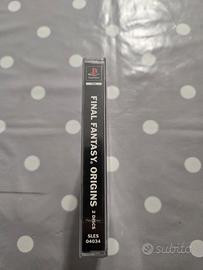 FINAL FANTASY, ORIGINS
2 DISCS
SLES
04034
subito